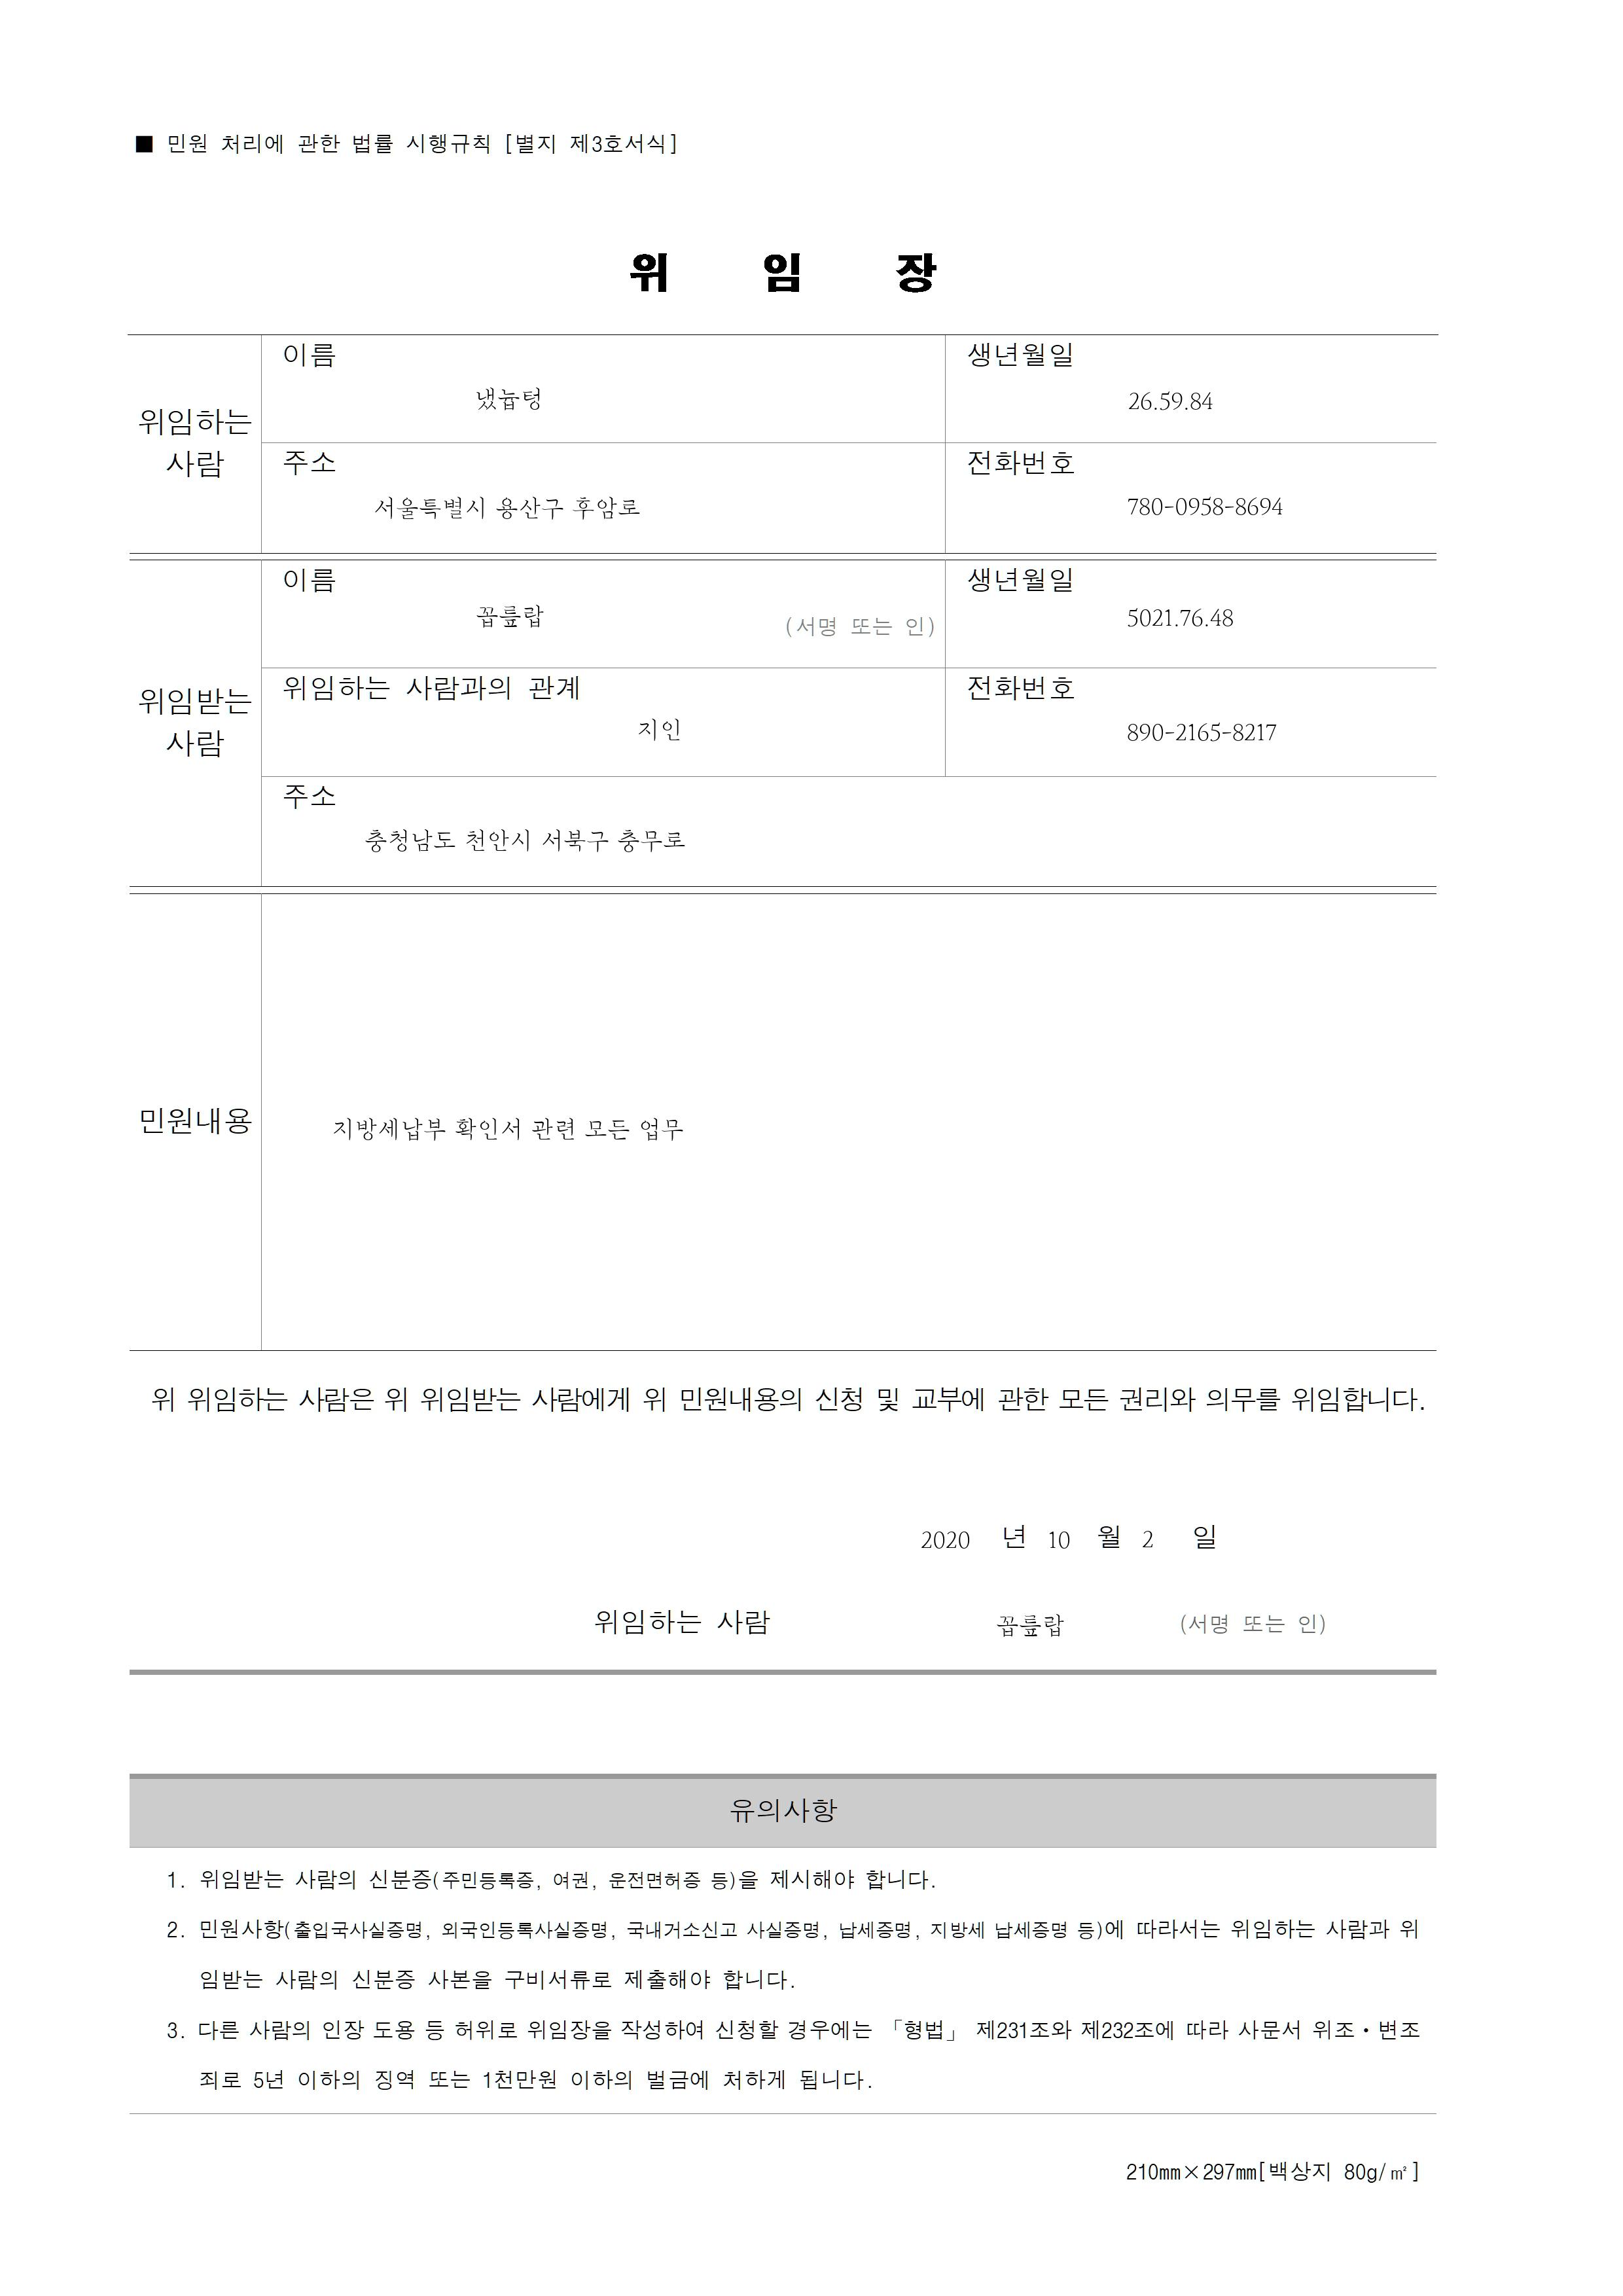 ■ 민원 처리에 관한 법률 시행규칙 [별지 제3호서식]
위 임 장
위임하는 사람
이름
냈늡텅
생년월일
26.59.84
주소
서울특별시 용산구 후암로
전화번호
780-0958-8694
위임받는 사람
이름
꼽릎랍
(서명 또는 인)
생년월일
5021.76.48
위임하는 사람과의 관계
지인
전화번호
890-2165-8217
주소
충청남도 천안시 서북구 충무로
민원내용
지방세납부 확인서 관련 모든 업무
위 위임하는 사람은 위 위임받는 사람에게 위 민원내용의 신청 및 교부에 관한 모든 권리와 의무를 위임합니다.
2020 년 10 월 2 일
위임하는 사람 꼽릎랍 (서명 또는 인)
유의사항
1. 위임받는 사람의 신분증(주민등록증, 여권, 운전면허증 등)을 제시해야 합니다.
2. 민원사항(출입국사실증명, 외국인등록사실증명, 국내거소신고 사실증명, 납세증명, 지방세 납세증명 등)에 따라서는 위임하는 사람과 위
임받는 사람의 신분증 사본을 구비서류로 제출해야 합니다.
3. 다른 사람의 인장 도용 등 허위로 위임장을 작성하여 신청할 경우에는 「형법」 제231조와 제232조에 따라 사문서 위조・변조
죄로 5년 이하의 징역 또는 1천만원 이하의 벌금에 처하게 됩니다.
210㎜×297㎜[백상지 80g/㎡]